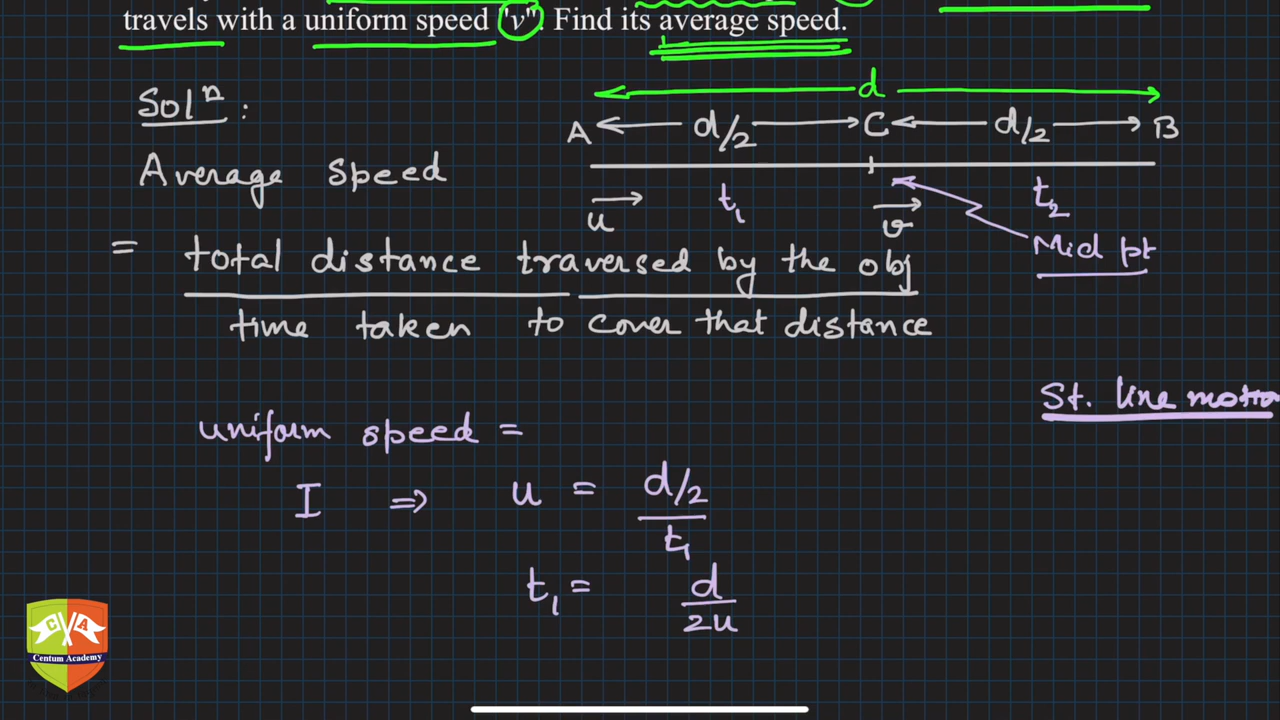 travels with a uniform speed "v". Find its average speed.
d
Solⁿ :
A d/2 C d/2 B
Average speed
u t₁ v t₂
Mid pt
= total distance traversed by the obj
time taken to cover that distance
St. line motion
uniform speed =
I ⇒ u = d/2
t₁
t₁ = d
2u
C A
Centum Academy